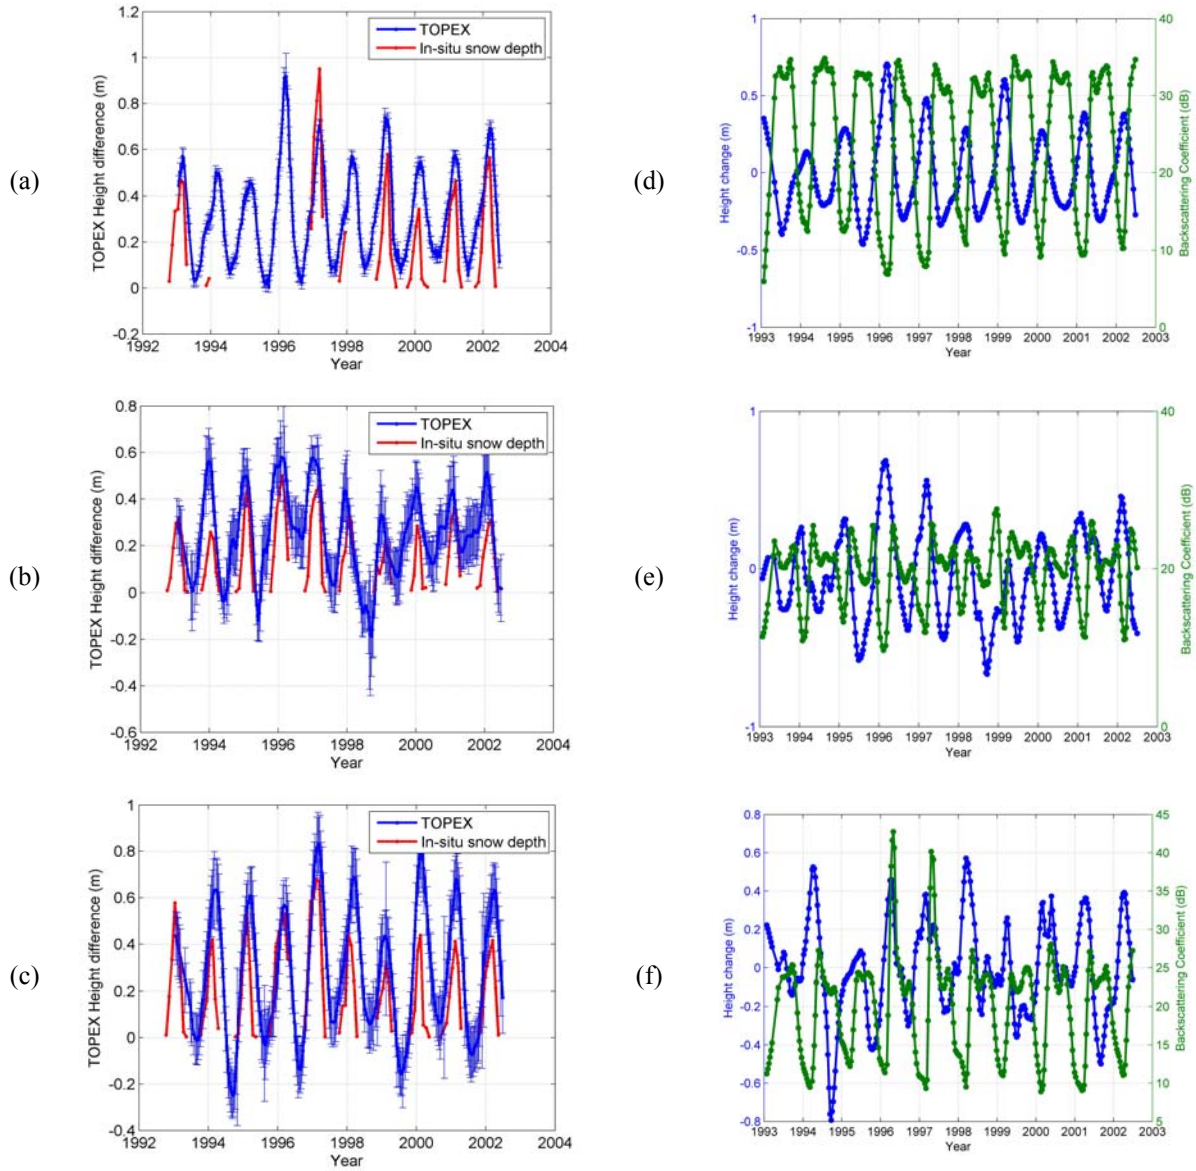 (a)
TOPEX Height difference (m)
1.2
1
0.8
0.6
0.4
0.2
0
-0.2
1992 1994 1996 1998 2000 2002 2004
Year
TOPEX
In-situ snow depth
(d)
Height change (m)
1
0.5
0
-0.5
-1
Backscattering Coefficient (dB)
40
30
20
10
0
1993 1994 1995 1996 1997 1998 1999 2000 2001 2002 2003
Year
(b)
TOPEX Height difference (m)
0.8
0.6
0.4
0.2
0
-0.2
-0.4
-0.6
1992 1994 1996 1998 2000 2002 2004
Year
TOPEX
In-situ snow depth
(e)
Height change (m)
1
0
-1
Backscattering Coefficient (dB)
40
20
0
1993 1994 1995 1996 1997 1998 1999 2000 2001 2002 2003
Year
(c)
TOPEX Height difference (m)
1
0.8
0.6
0.4
0.2
0
-0.2
-0.4
1992 1994 1996 1998 2000 2002 2004
Year
TOPEX
In-situ snow depth
(f)
Height change (m)
0.8
0.6
0.4
0.2
0
-0.2
-0.4
-0.6
-0.8
Backscattering Coefficient (dB)
45
40
35
30
25
20
15
10
5
1993 1994 1995 1996 1997 1998 1999 2000 2001 2002 2003
Year